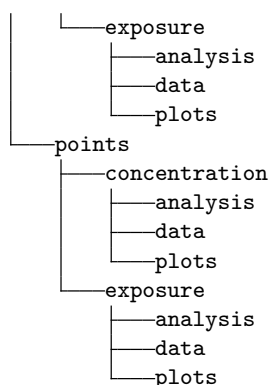 exposure
analysis
data
plots
points
concentration
analysis
data
plots
exposure
analysis
data
plots